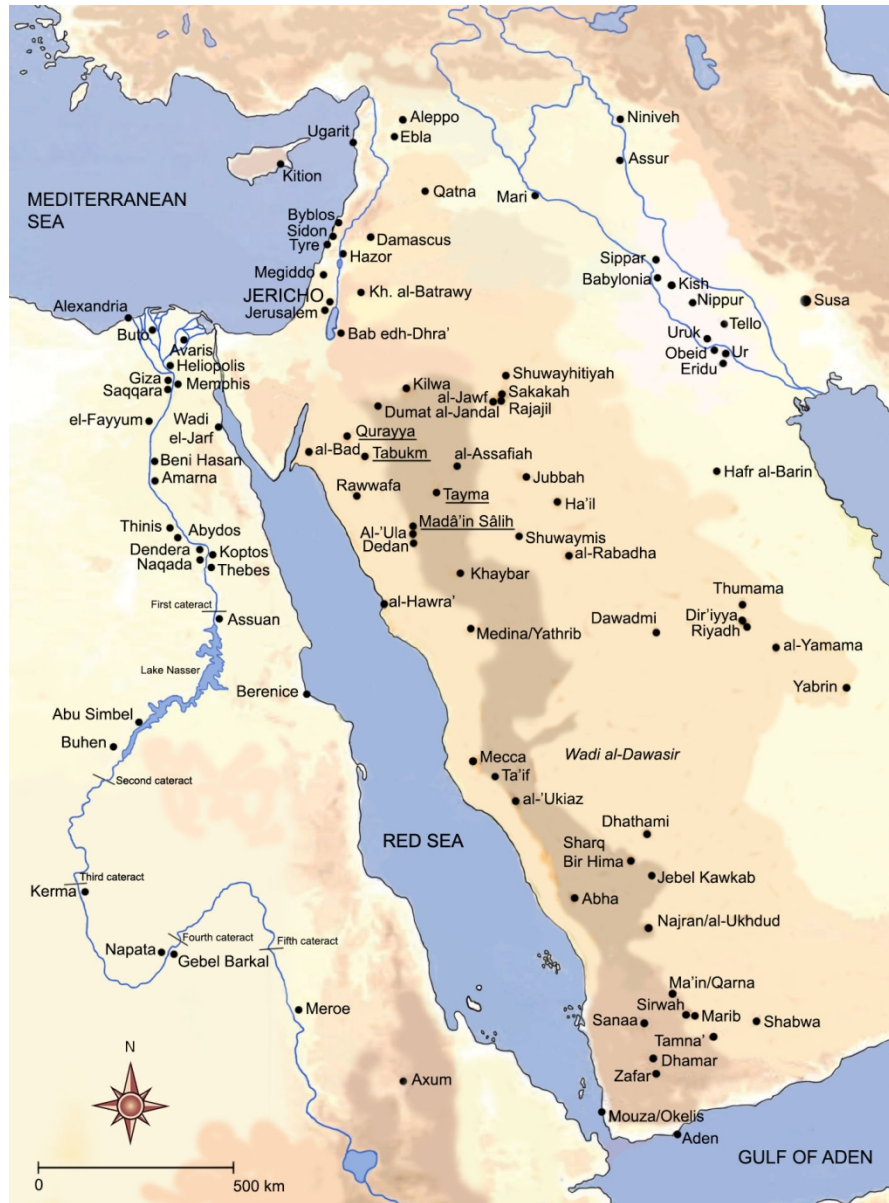 Aleppo
Niniveh
Ugarit
Ebla
Assur
Kition
MEDITERRANEAN
SEA
Qatna
Mari
Byblos
Sidon
Tyre
Damascus
Hazor
Sippar
Megiddo
Babylonia
Kish
JERICHO
Kh. al-Batrawy
Nippur
Susa
Alexandria
Jerusalem
Buto
Bab edh-Dhra’
Tello
Uruk
Avaris
Obeid
Ur
Heliopolis
Eridu
Giza
Memphis
Saqqara
Shuwayhitiyah
Kilwa
al-Jawf
Sakakah
Dumat al-Jandal
Rajajil
el-Fayyum
Wadi
el-Jarf
Qurayya
al-Bad
Tabukm
al-Assafiah
Beni Hasan
Jubbah
Hafr al-Barin
Amarna
Rawwafa
Tayma
Ha’il
Thinis
Abydos
Madâ’in Sâlih
Al-’Ula
Dedan
Shuwaymis
Dendera
Koptos
al-Rabadha
Naqada
Thebes
Khaybar
Thumama
First cateract
al-Hawra’
Assuan
Dawadmi
Dir’iyya
Riyadh
Medina/Yathrib
al-Yamama
Lake Nasser
Berenice
Yabrin
Abu Simbel
Buhen
Mecca
Wadi al-Dawasir
Second cateract
Ta’if
al-’Ukiaz
RED SEA
Dhathami
Sharq
Bir Hima
Third cateract
Jebel Kawkab
Kerma
Abha
Najran/al-Ukhdud
Fourth cateract
Fifth cateract
Napata
Gebel Barkal
Ma’in/Qarna
Meroe
Sirwah
Marib
Sanaa
Shabwa
Tamna’
N
Dhamar
Axum
Zafar
Mouza/Okelis
Aden
GULF OF ADEN
0
500 km